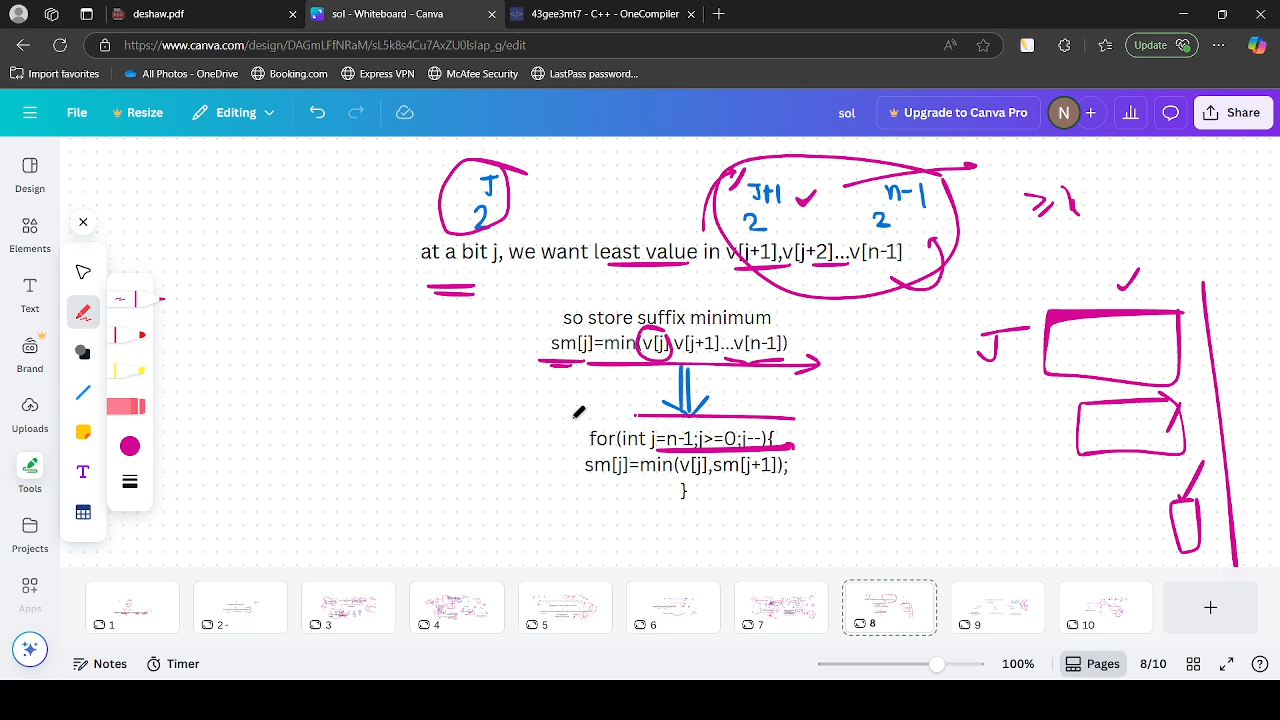 deshaw.pdf
sol - Whiteboard - Canva
43gee3mt7 - C++ - OneCompiler
https://www.canva.com/design/DAGmLFfNRaM/sL5k8s4Cu7AxZU0Islap_g/edit
Update
Import favorites
All Photos - OneDrive
Booking.com
Express VPN
McAfee Security
LastPass password...
File
Resize
Editing
sol
Upgrade to Canva Pro
N
Share
Design
Elements
Text
Brand
Uploads
Tools
Projects
Apps
J
2
J+1
2
n-1
2
at a bit j, we want least value in v[j+1],v[j+2]...v[n-1]
so store suffix minimum
sm[j]=min(v[j],v[j+1]...v[n-1])
J
for(int j=n-1;j>=0;j--){
sm[j]=min(v[j],sm[j+1]);
}
1
2 -
3
4
5
6
7
8
9
10
Notes
Timer
100%
Pages
8/10